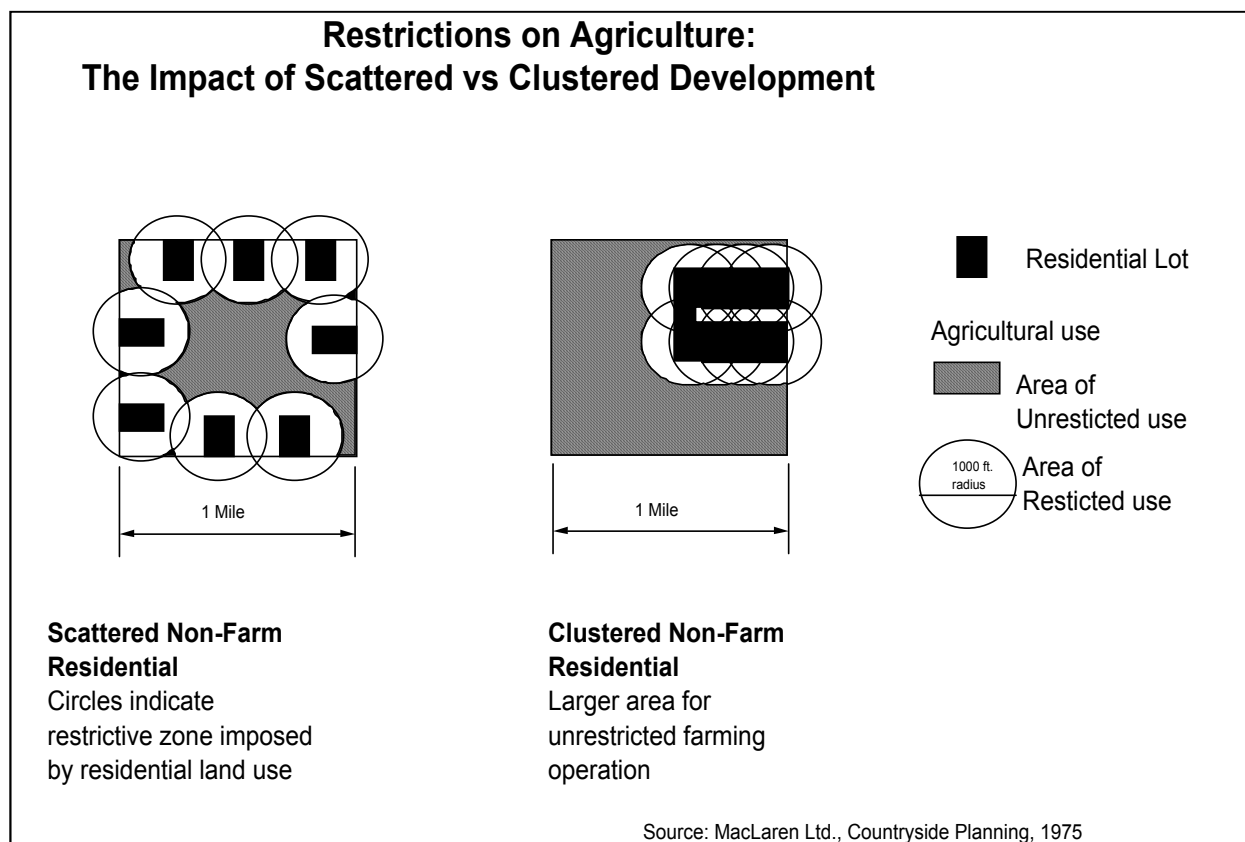 Restrictions on Agriculture:
The Impact of Scattered vs Clustered Development
Residential Lot
Agricultural use
Area of
Unresticted use
1000 ft.
radius
Area of
Resticted use
1 Mile
1 Mile
Scattered Non-Farm
Residential
Circles indicate
restrictive zone imposed
by residential land use
Clustered Non-Farm
Residential
Larger area for
unrestricted farming
operation
Source: MacLaren Ltd., Countryside Planning, 1975